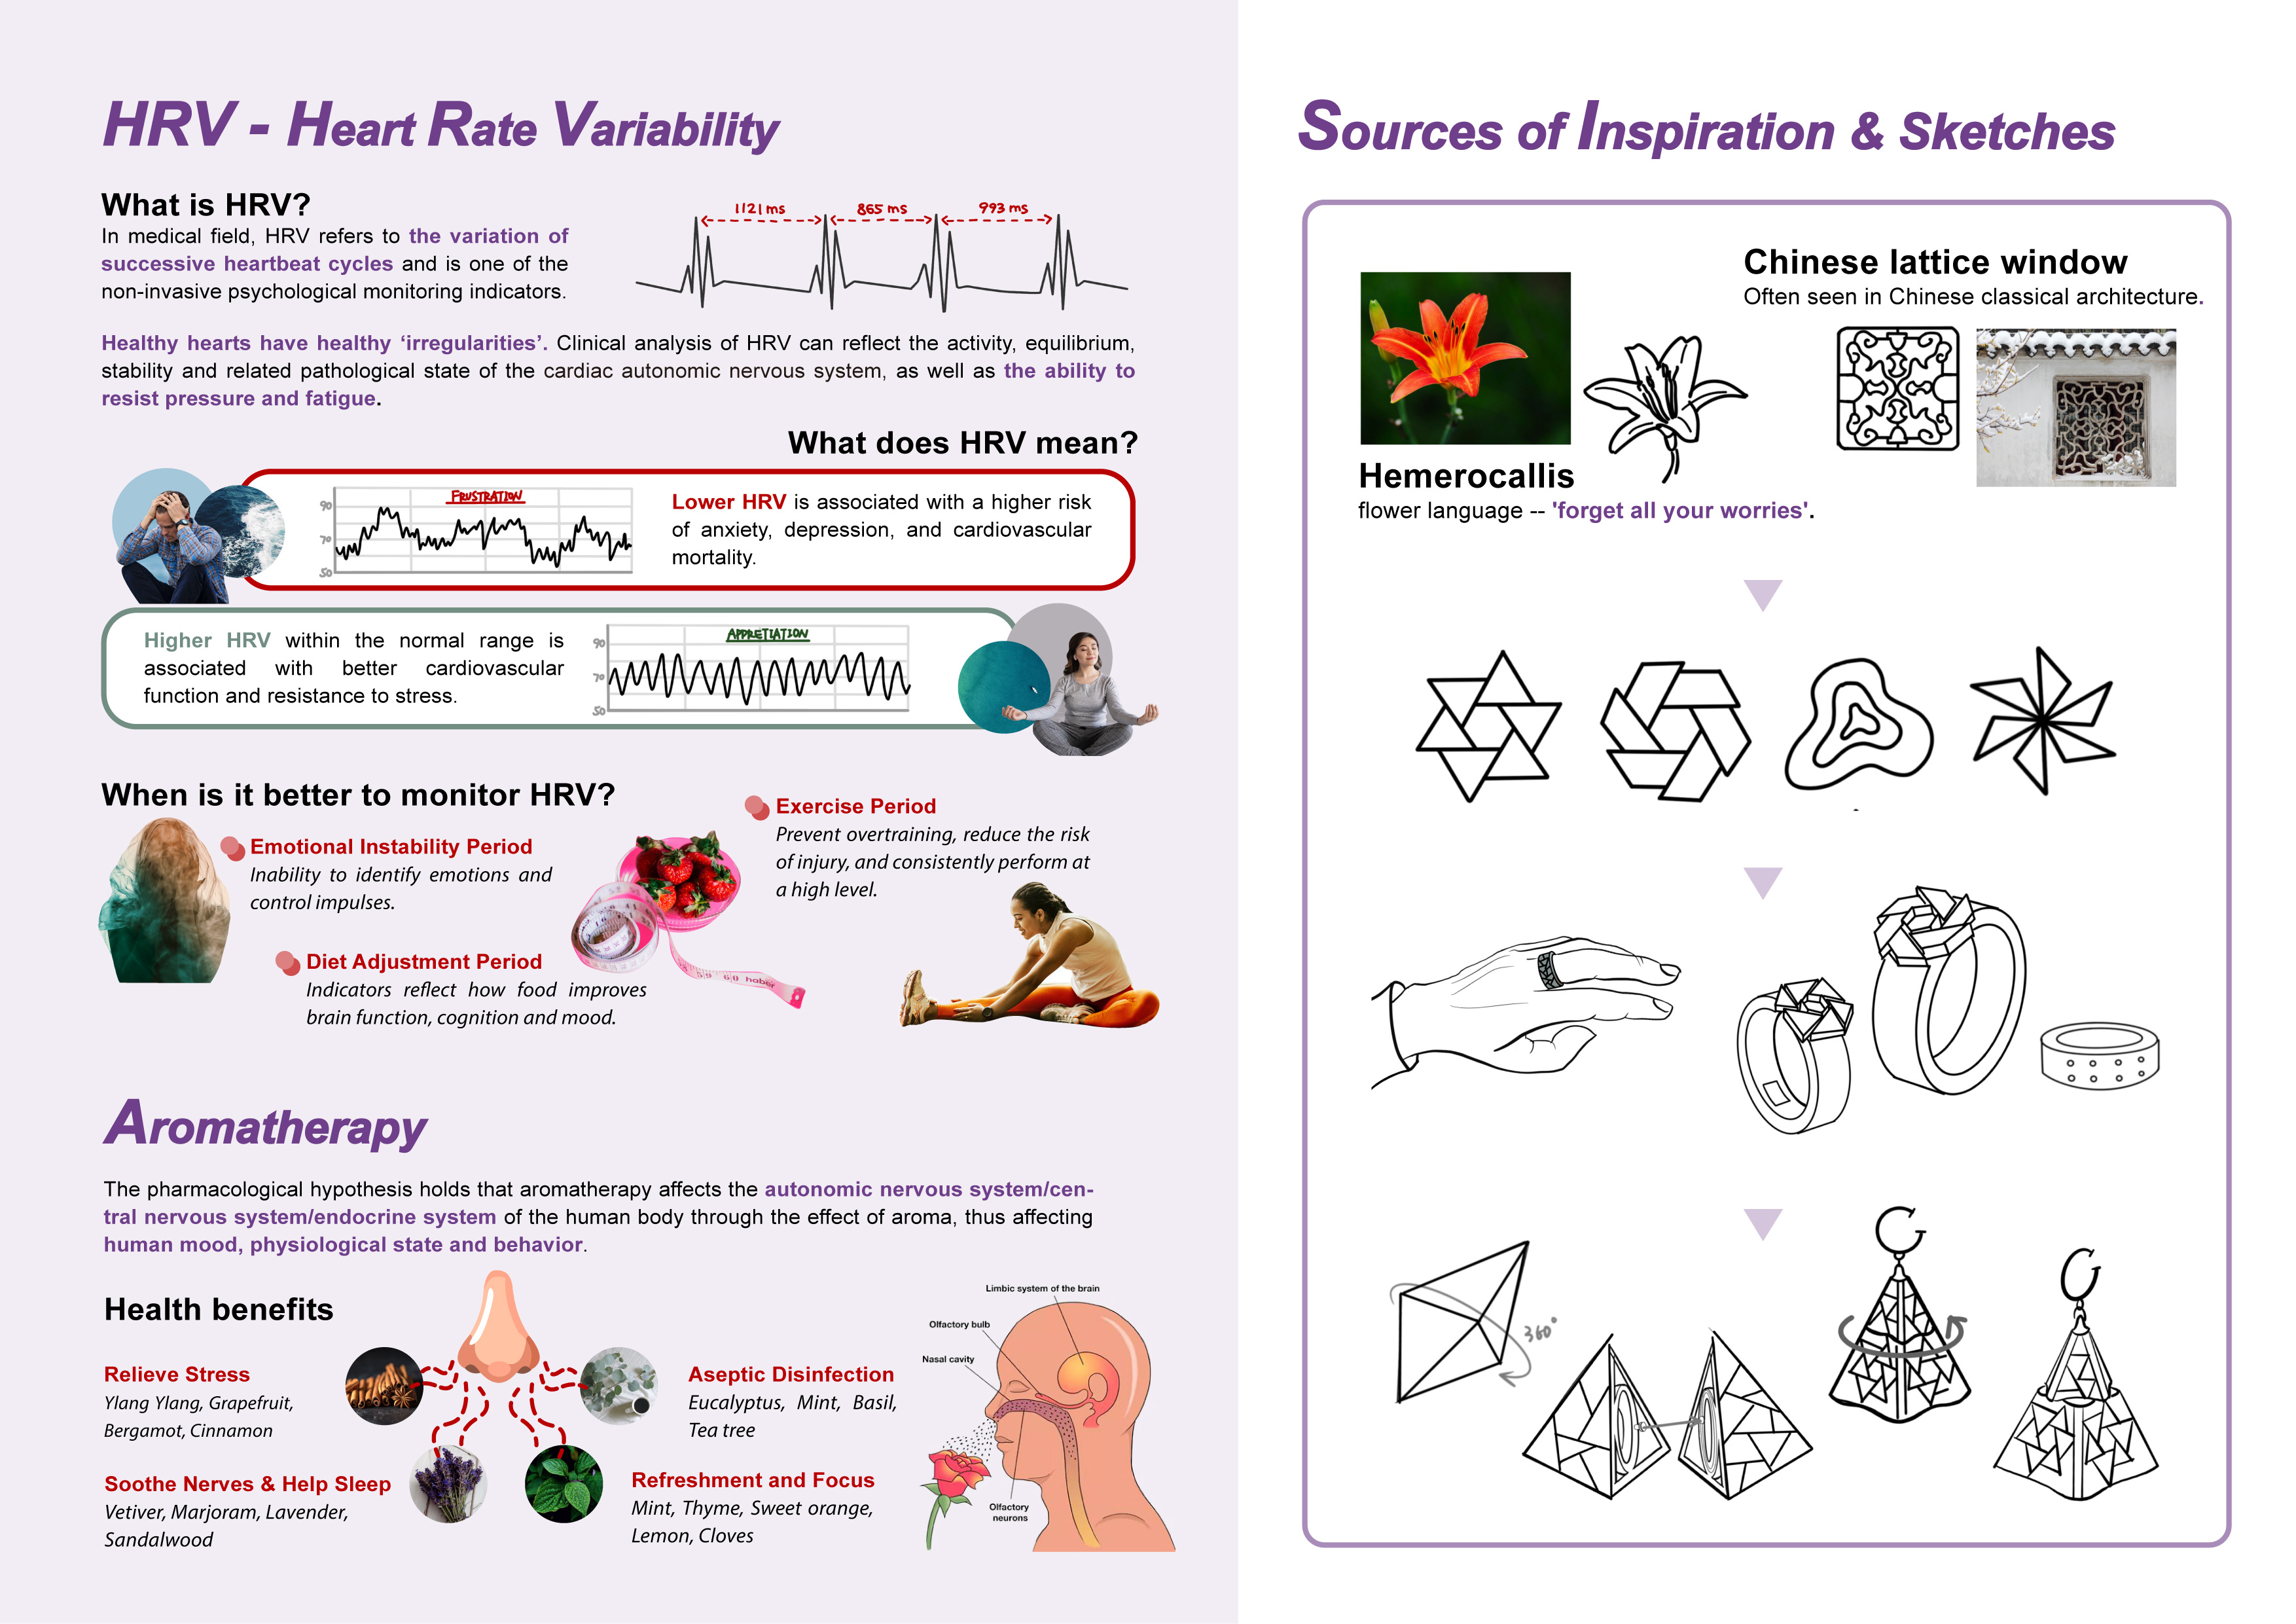 HRV - Heart Rate Variability
What is HRV?
In medical field, HRV refers to the variation of
successive heartbeat cycles and is one of the
non-invasive psychological monitoring indicators.
1121 ms
865 ms
993 ms
Healthy hearts have healthy ‘irregularities’. Clinical analysis of HRV can reflect the activity, equilibrium,
stability and related pathological state of the cardiac autonomic nervous system, as well as the ability to
resist pressure and fatigue.
What does HRV mean?
FRUSTRATION
90
70
50
Lower HRV is associated with a higher risk
of anxiety, depression, and cardiovascular
mortality.
Higher HRV within the normal range is
associated with better cardiovascular
function and resistance to stress.
APPRETIATION
90
70
50
When is it better to monitor HRV?
Emotional Instability Period
Inability to identify emotions and
control impulses.
Diet Adjustment Period
Indicators reflect how food improves
brain function, cognition and mood.
Exercise Period
Prevent overtraining, reduce the risk
of injury, and consistently perform at
a high level.
Aromatherapy
The pharmacological hypothesis holds that aromatherapy affects the autonomic nervous system/cen-
tral nervous system/endocrine system of the human body through the effect of aroma, thus affecting
human mood, physiological state and behavior.
Health benefits
Relieve Stress
Ylang Ylang, Grapefruit,
Bergamot, Cinnamon
Soothe Nerves & Help Sleep
Vetiver, Marjoram, Lavender,
Sandalwood
Aseptic Disinfection
Eucalyptus, Mint, Basil,
Tea tree
Refreshment and Focus
Mint, Thyme, Sweet orange,
Lemon, Cloves
Limbic system of the brain
Olfactory bulb
Nasal cavity
Olfactory
neurons
Sources of Inspiration & Sketches
Chinese lattice window
Often seen in Chinese classical architecture.
Hemerocallis
flower language -- 'forget all your worries'.
360°